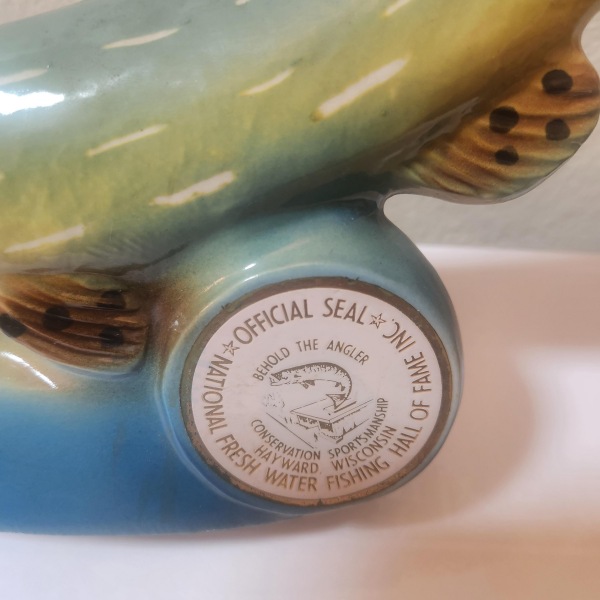 ☆ OFFICIAL SEAL ☆
NATIONAL FRESH WATER FISHING HALL OF FAME INC.
BEHOLD THE ANGLER
CONSERVATION SPORTSMANSHIP
HAYWARD WISCONSIN